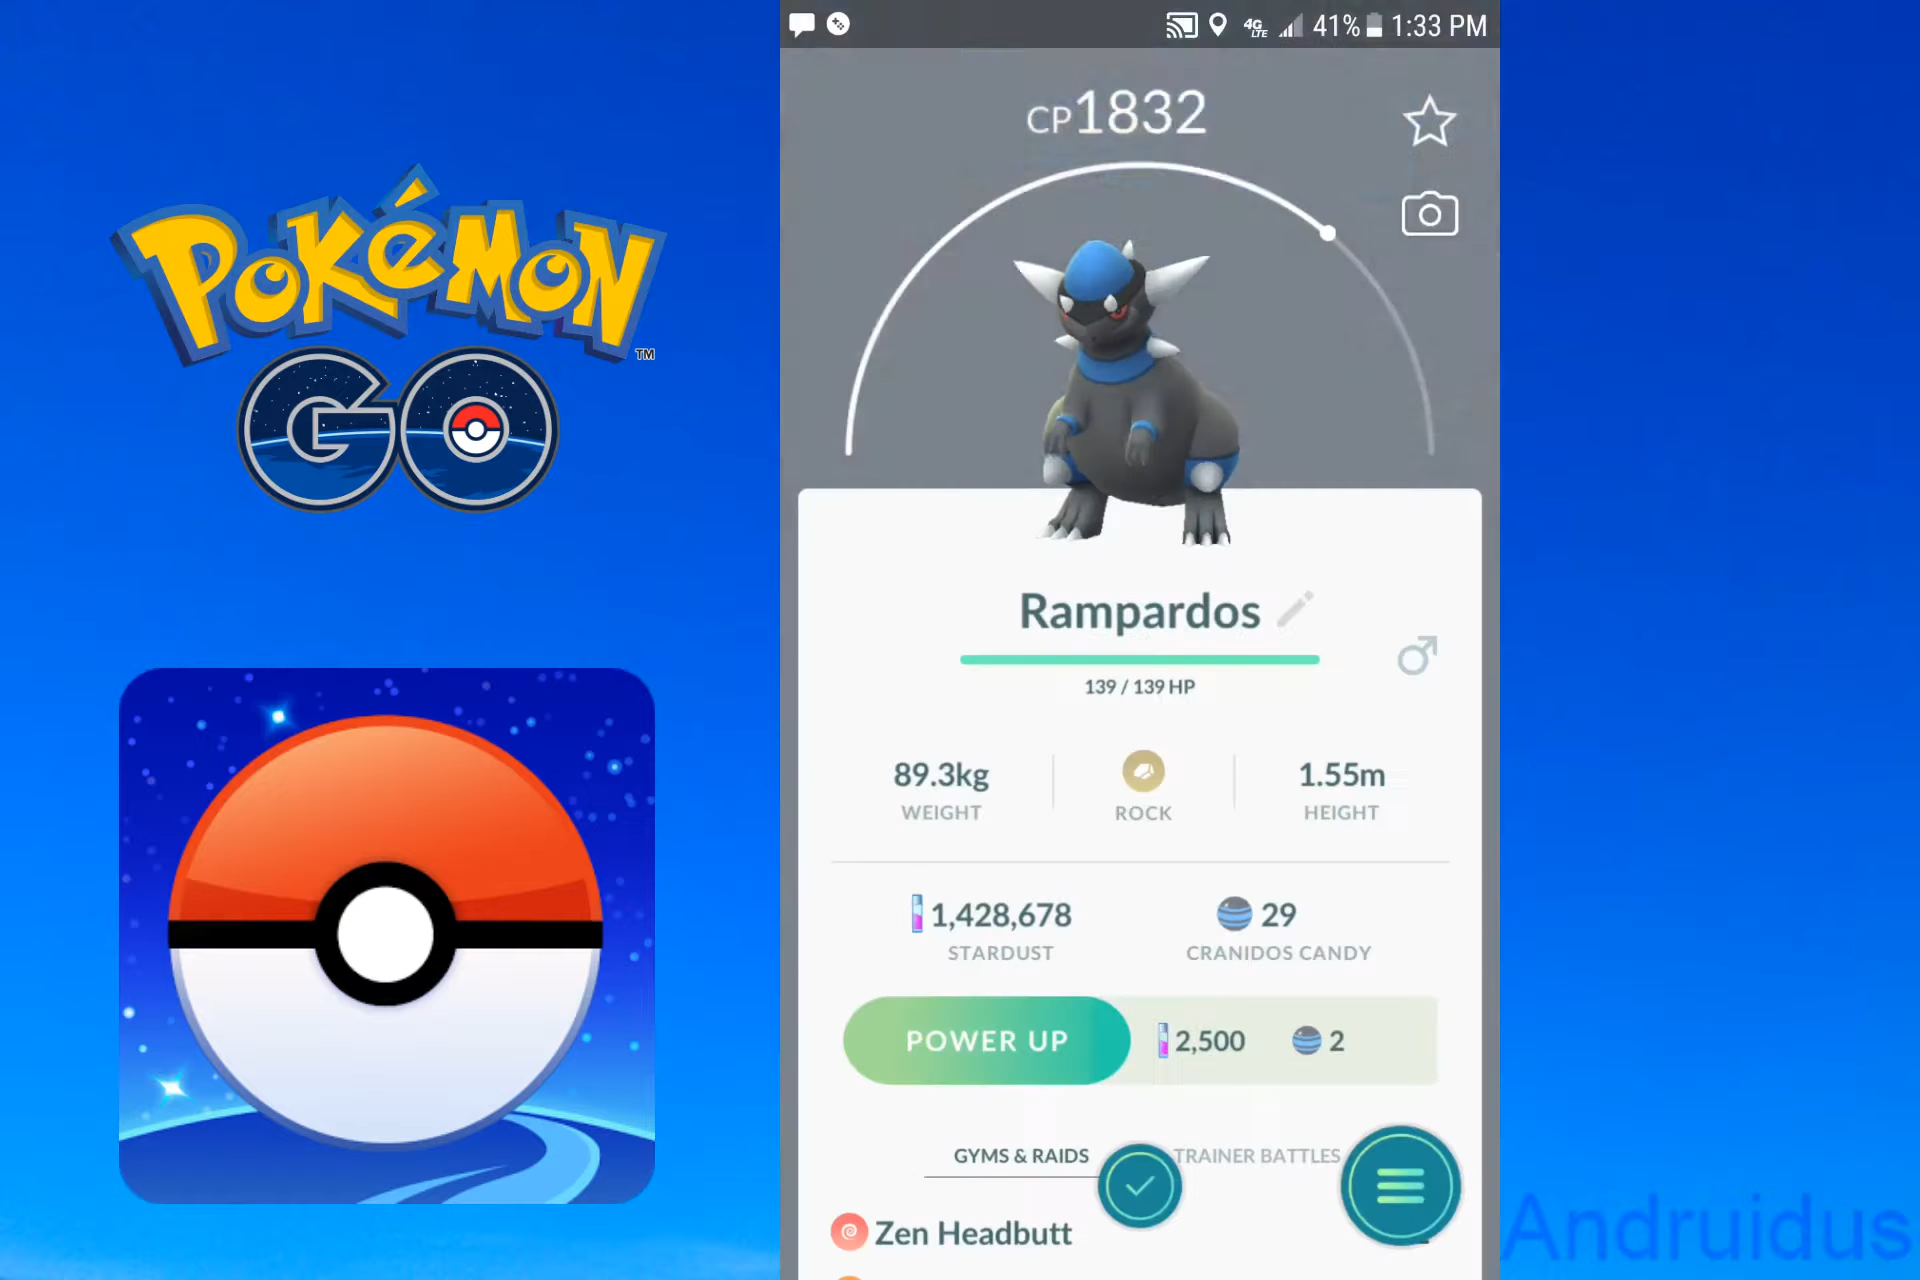 POKéMON
TM
GO
4G
LTE
41% 1:33 PM
CP1832
Rampardos
139 / 139 HP
89.3kg
WEIGHT
ROCK
1.55m
HEIGHT
1,428,678
STARDUST
29
CRANIDOS CANDY
POWER UP
2,500
2
GYMS & RAIDS
TRAINER BATTLES
Zen Headbutt
Andruidus